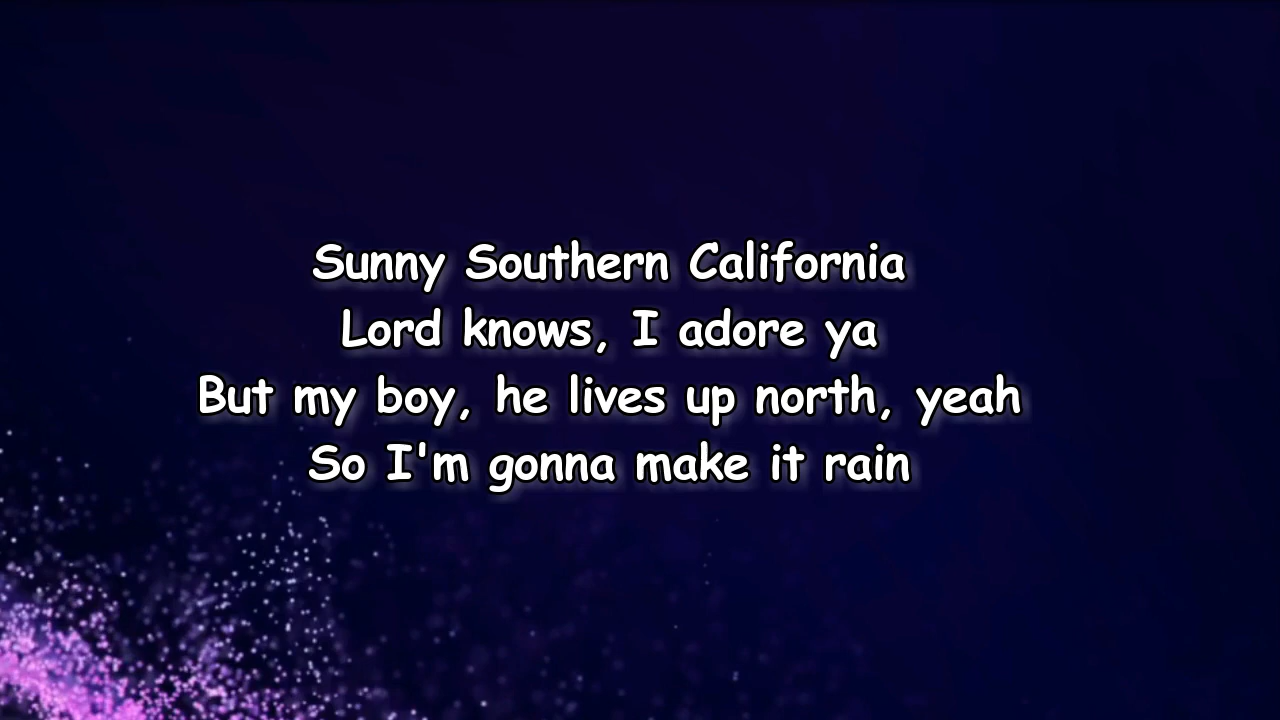 Sunny Southern California
Lord knows, I adore ya
But my boy, he lives up north, yeah
So I'm gonna make it rain